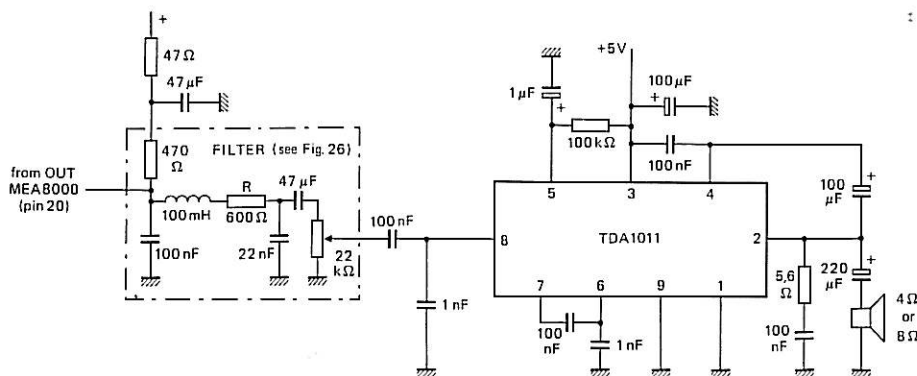 +
47Ω
47μF
470
Ω
FILTER (see Fig. 26)
from OUT
MEA8000
(pin 20)
100mH
R
600Ω
47μF
100nF
22nF
22
kΩ
100nF
1nF
+5V
1μF
+
100kΩ
100μF
+
100nF
5
3
4
8
TDA1011
2
7
6
9
1
100
nF
1nF
+
100
μF
5,6
Ω
100
nF
+
220
μF
4Ω
or
8Ω
: